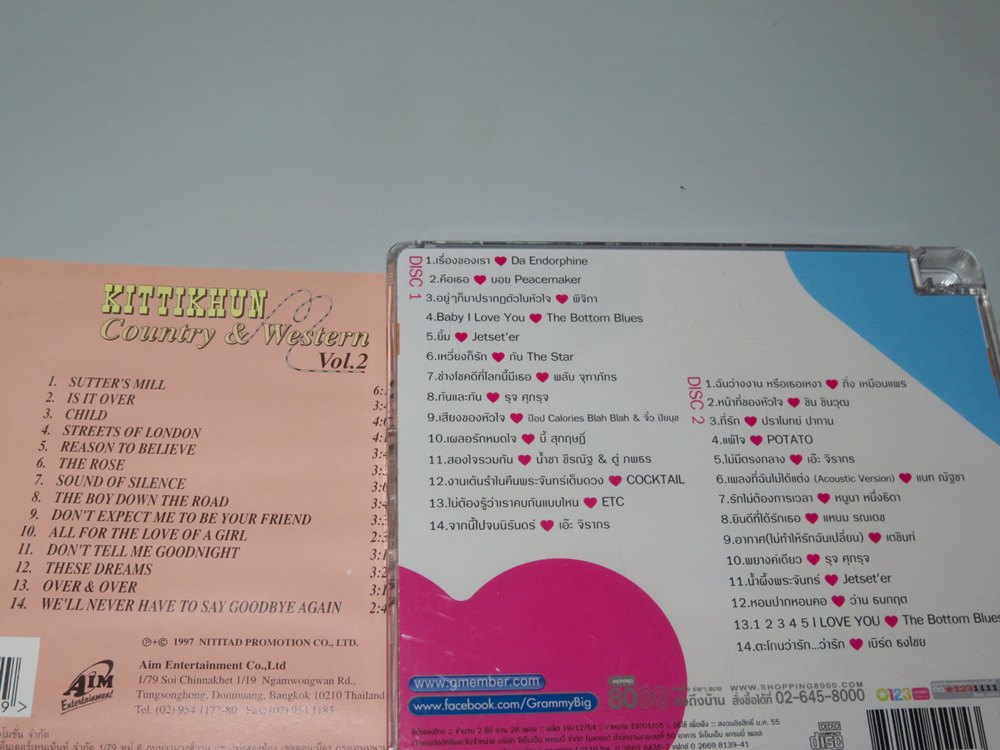 KITTIKHUN
Country & Western
Vol.2
1. SUTTER'S MILL
2. IS IT OVER
3. CHILD
4. STREETS OF LONDON
5. REASON TO BELIEVE
6. THE ROSE
7. SOUND OF SILENCE
8. THE BOY DOWN THE ROAD
9. DON'T EXPECT ME TO BE YOUR FRIEND
10. ALL FOR THE LOVE OF A GIRL
11. DON'T TELL ME GOODNIGHT
12. THESE DREAMS
13. OVER & OVER
14. WE'LL NEVER HAVE TO SAY GOODBYE AGAIN
℗+© 1997 NITITAD PROMOTION CO., LTD.
AIM
Entertainment
Aim Entertainment Co.,Ltd
1/79 Soi Chinnakhet 1/19 Ngamwongwan Rd.,
Tungsonghong, Donmuang, Bangkok 10210 Thailand
Tel. (02) 954 1177-80 Fax: (02) 954 1185
DISC 1
1.เรื่องของเรา ♥ Da Endorphine
2.คือเธอ ♥ บอย Peacemaker
3.อยู่ๆก็มาปรากฏตัวในหัวใจ ♥ พิจิกา
4.Baby I Love You ♥ The Bottom Blues
5.ยิ้ม ♥ Jetset'er
6.เหวี่ยงก็รัก ♥ กัน The Star
7.ช่างโชคดีที่โลกนี้มีเธอ ♥ พลับ จุฑาภัทร
8.กันและกัน ♥ รุจ ศุภรุจ
9.เสียงของหัวใจ ♥ ป๊อป Calories Blah Blah & จิ๋ว ปิยนุช
10.เผลอรักหมดใจ ♥ บี้ สุกฤษฎิ์
11.สองใจรวมกัน ♥ น้ำชา ชีรณัฐ & ตู่ ภพธร
12.งานเต้นรำในคืนพระจันทร์เต็มดวง ♥ COCKTAIL
13.ไม่ต้องรู้ว่าเราคบกันแบบไหน ♥ ETC
14.จากนี้ไปจนนิรันดร์ ♥ เอ๊ะ จิรากร
DISC 2
1.ฉันว่างงาน หรือเธอเหงา ♥ กิ่ง เหมือนแพร
2.หน้าที่ของหัวใจ ♥ ชิน ชินวุฒ
3.ที่รัก ♥ ปราโมทย์ ปาทาน
4.แพ้ใจ ♥ POTATO
5.ไม่มีตรงกลาง ♥ เอ๊ะ จิรากร
6.เพลงที่ฉันไม่ได้แต่ง (Acoustic Version) ♥ แนท ณัฐชา
7.รักไม่ต้องการเวลา ♥ หนูนา หนึ่งธิดา
8.ยินดีที่ได้รักเธอ ♥ แหนม รณเดช
9.อากาศ(ไม่ทำให้รักฉันเปลี่ยน) ♥ เตชินท์
10.พยางค์เดียว ♥ รุจ ศุภรุจ
11.น้ำผึ้งพระจันทร์ ♥ Jetset'er
12.หอมปากหอมคอ ♥ ว่าน ธนกฤต
13.1 2 3 4 5 I LOVE YOU ♥ The Bottom Blues
14.ตะโกนว่ารัก...ว่ารัก ♥ เบิร์ด ธงไชย
www.gmember.com
www.facebook.com/GrammyBig
WWW.SHOPPING8000.COM
สั่งซื้อได้ที่ 02-645-8000
123
*1231111
COMPACT
disc